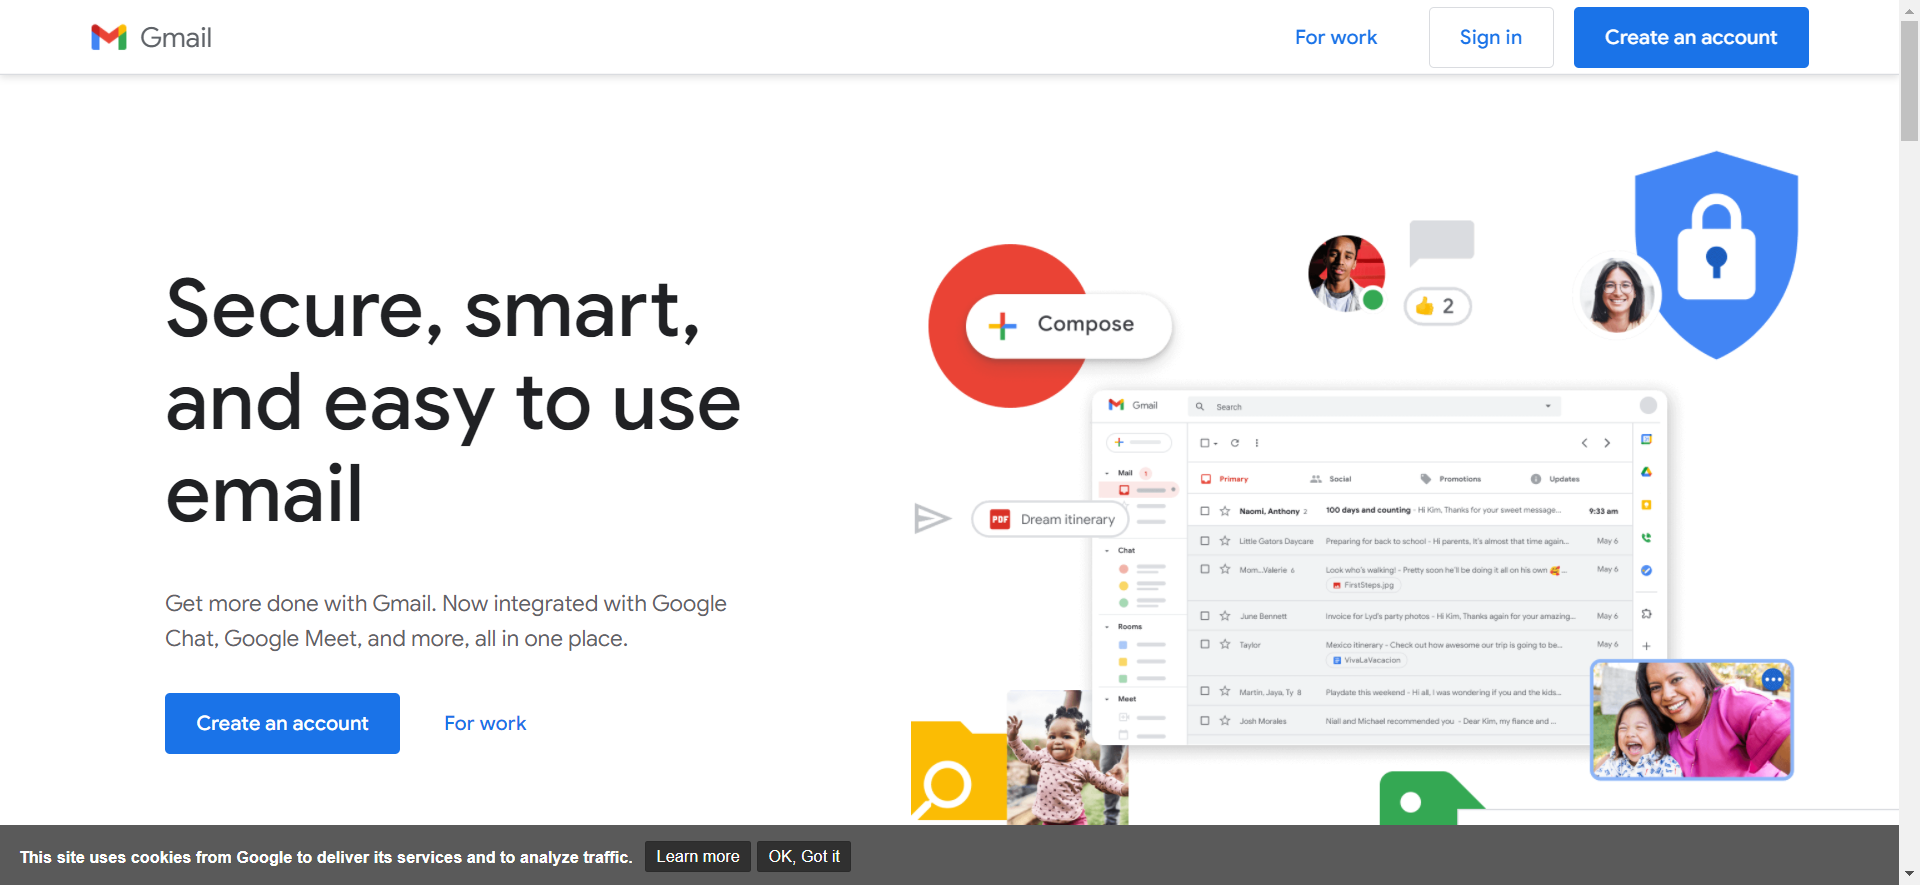 Gmail
For work
Sign in
Create an account
Secure, smart,
and easy to use
email
Get more done with Gmail. Now integrated with Google
Chat, Google Meet, and more, all in one place.
Create an account
For work
Compose
2
PDF
Dream itinerary
Gmail
Search
Mail 1
Chat
Rooms
Meet
Primary
Social
Promotions
Updates
Naomi, Anthony 2 100 days and counting - Hi Kim, Thanks for your sweet message... 9:33 am
Little Gators Daycare Preparing for back to school - Hi parents, It's almost that time again... May 6
Mom...Valerie 6 Look who's walking! - Pretty soon he'll be doing it all on his own 🥰... May 6
FirstSteps.jpg
June Bennett Invoice for Lyd's party photos - Hi Kim, Thanks again for your amazing... May 6
Taylor Mexico itinerary - Check out how awesome our trip is going to be... May 6
VivaLaVacacion
Martin, Jaya, Ty 8 Playdate this weekend - Hi all, I was wondering if you and the kids...
Josh Morales Niall and Michael recommended you - Dear Kim, my fiance and ...
This site uses cookies from Google to deliver its services and to analyze traffic.
Learn more
OK, Got it